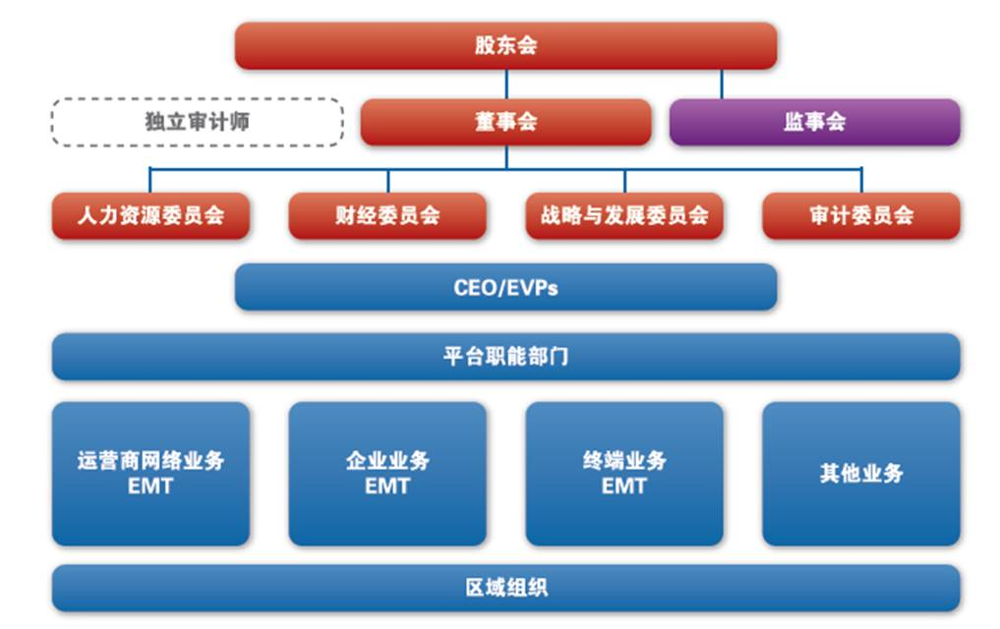 股东会
独立审计师
董事会
监事会
人力资源委员会
财经委员会
战略与发展委员会
审计委员会
CEO/EVPs
平台职能部门
运营商网络业务
EMT
企业业务
EMT
终端业务
EMT
其他业务
区域组织